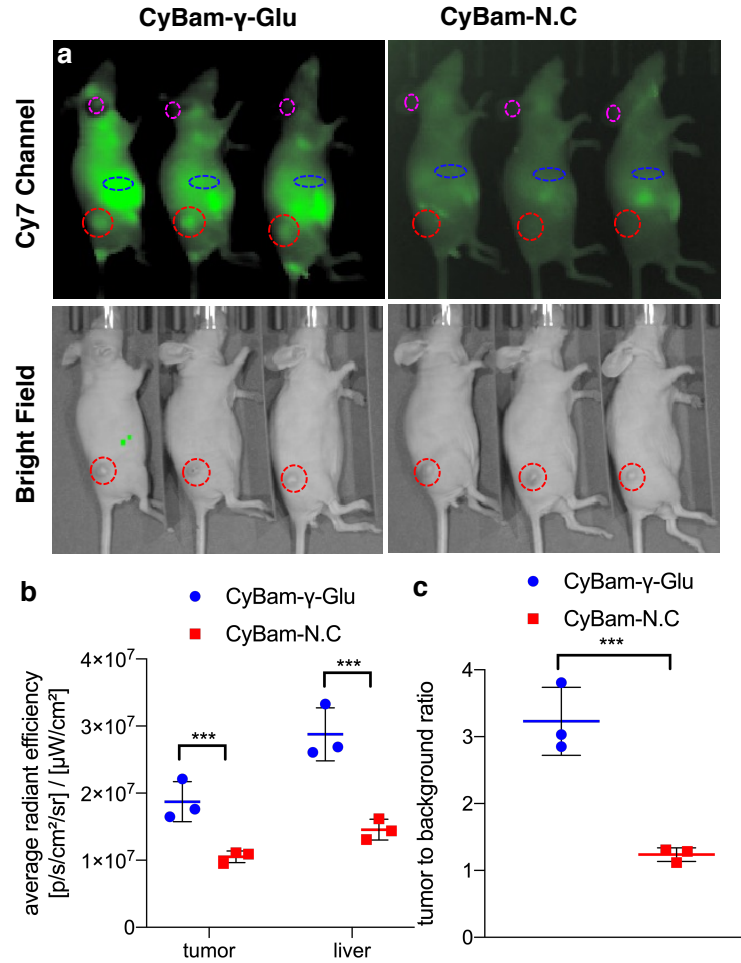 CyBam-γ-Glu
CyBam-N.C
a
Cy7 Channel
Bright Field
b
CyBam-γ-Glu
CyBam-N.C
average radiant efficiency
[p/s/cm²/sr] / [μW/cm²]
4×10⁷
3×10⁷
2×10⁷
1×10⁷
0
***
***
tumor
liver
c
CyBam-γ-Glu
CyBam-N.C
tumor to background ratio
***
4
3
2
1
0